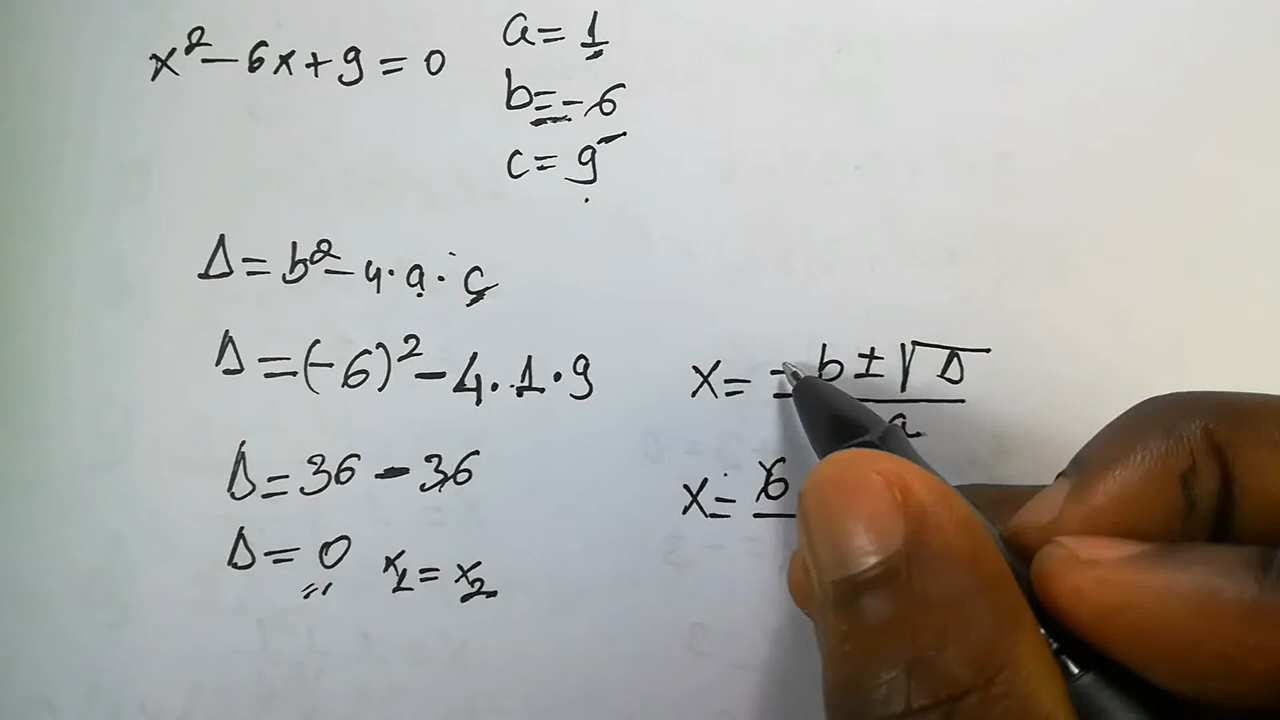 x² - 6x + 9 = 0
a = 1
b = -6
c = 9
Δ = b² - 4 · a · c
Δ = (-6)² - 4 · 1 · 9
Δ = 36 - 36
Δ = 0 x₁ = x₂
x = -b ± √Δ
a
x = 6